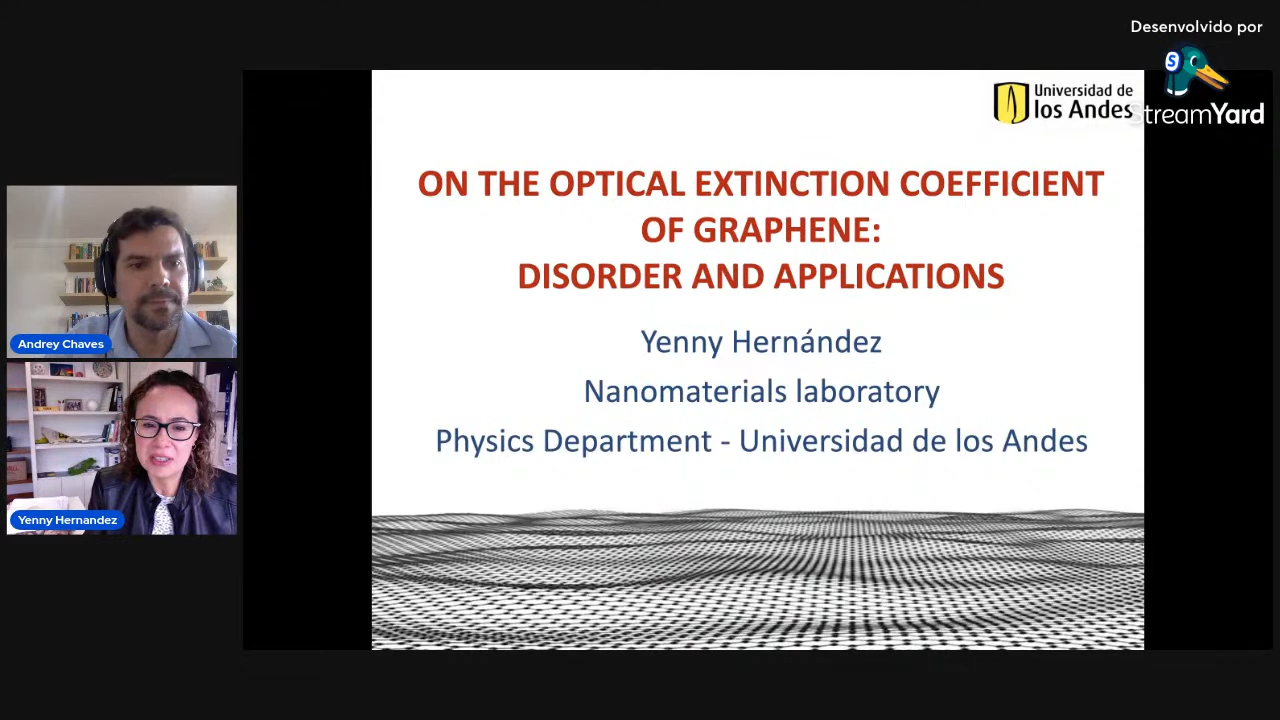 Desenvolvido por
StreamYard
Universidad de
los Andes
ON THE OPTICAL EXTINCTION COEFFICIENT
OF GRAPHENE:
DISORDER AND APPLICATIONS
Yenny Hernández
Nanomaterials laboratory
Physics Department - Universidad de los Andes
Andrey Chaves
Yenny Hernandez